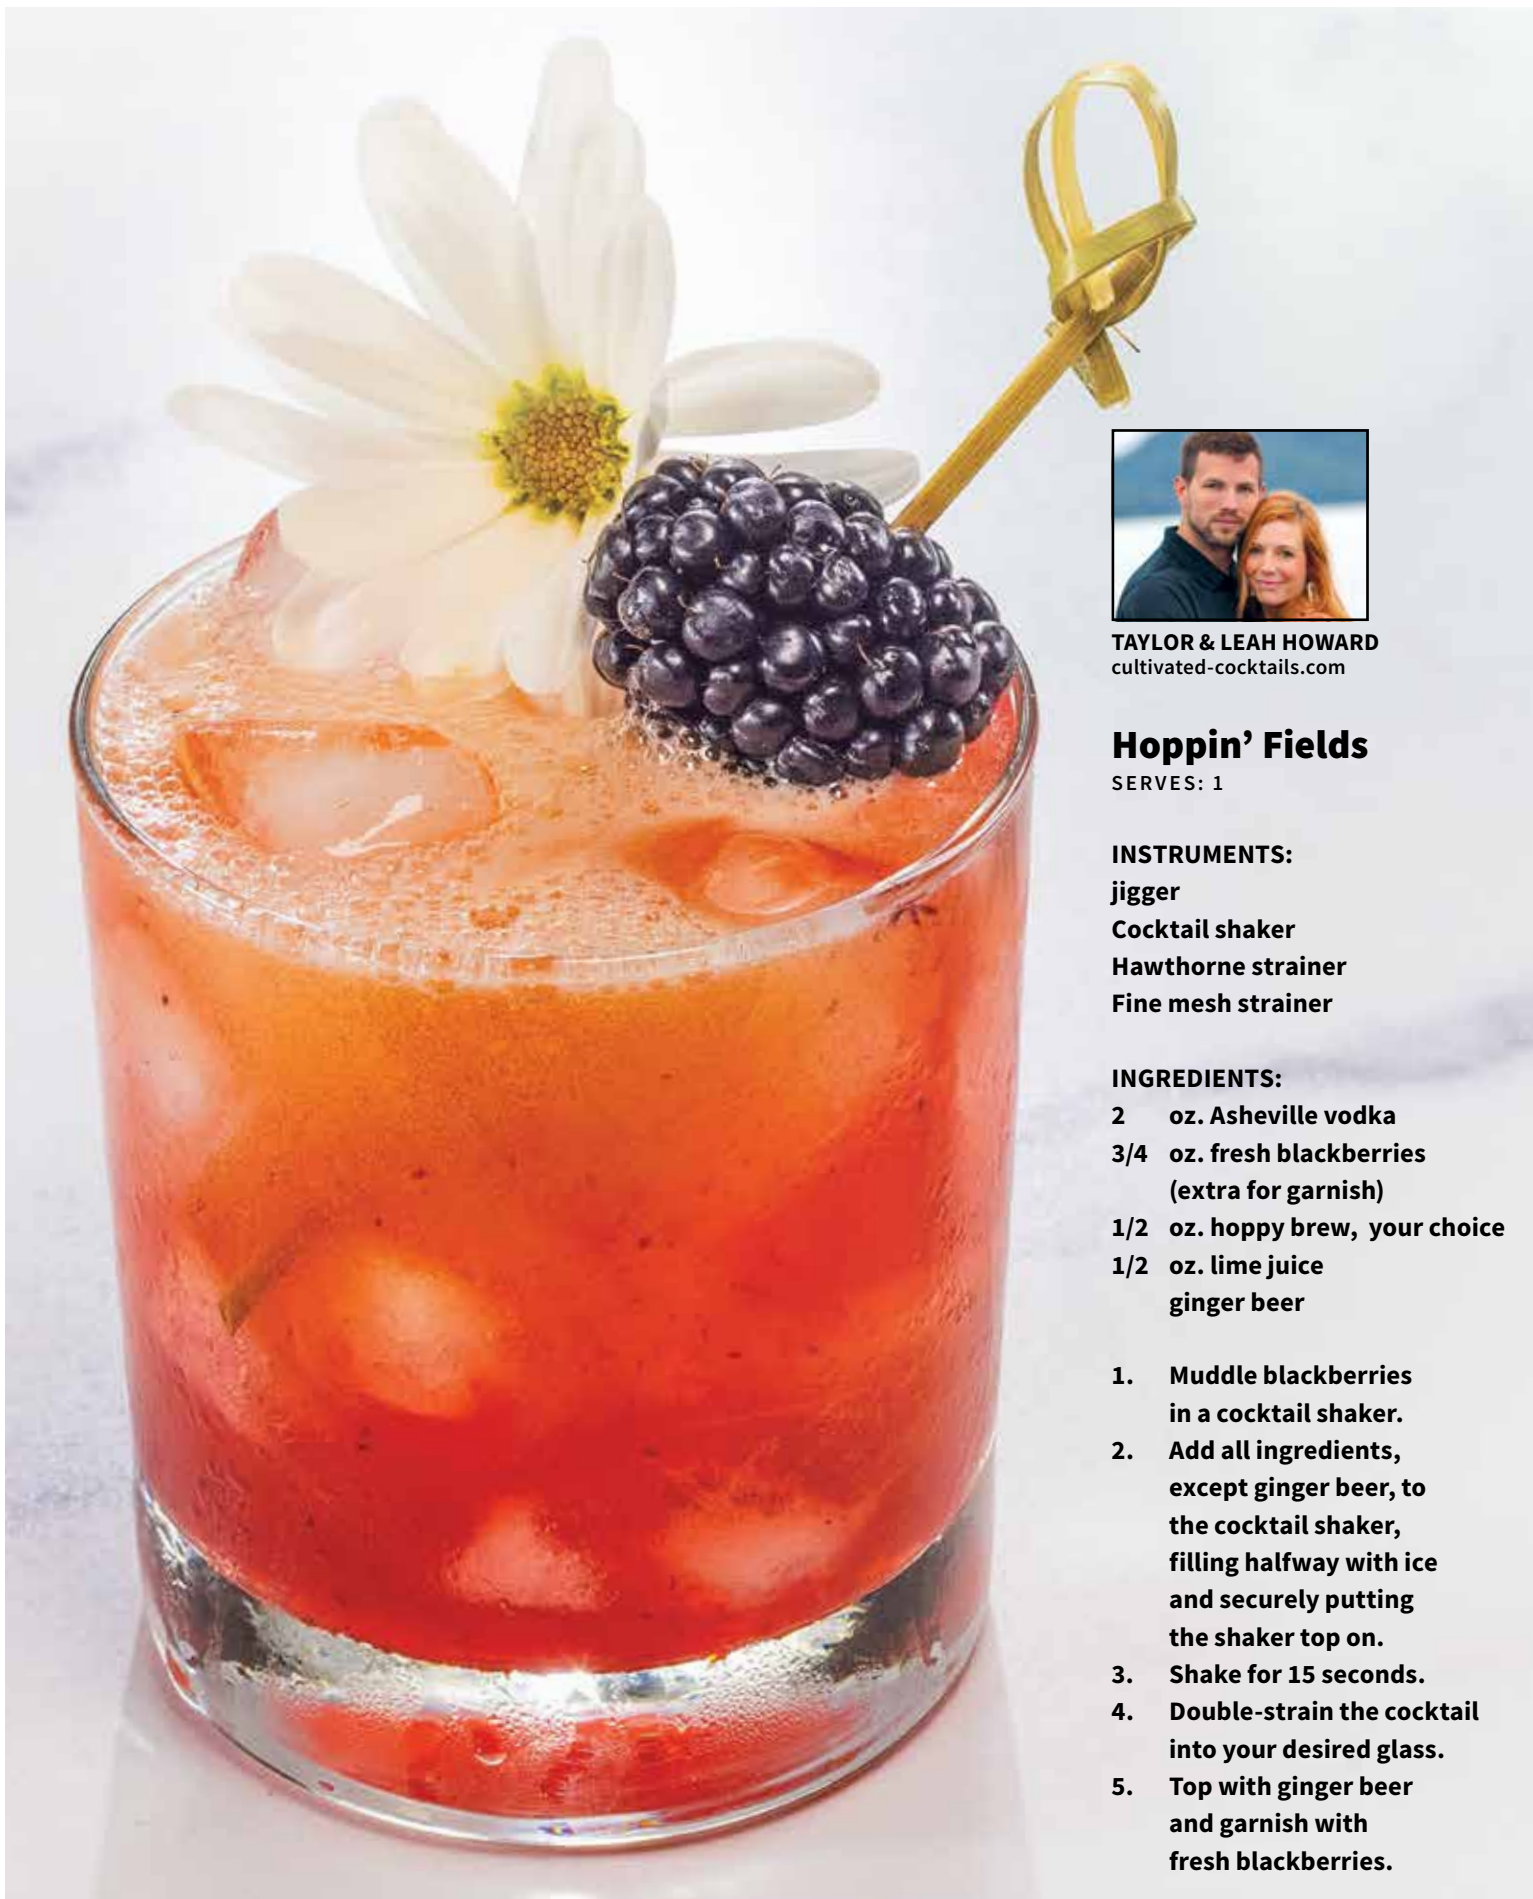 TAYLOR & LEAH HOWARD
cultivated-cocktails.com
Hoppin’ Fields
SERVES: 1
INSTRUMENTS:
jigger
Cocktail shaker
Hawthorne strainer
Fine mesh strainer
INGREDIENTS:
2 oz. Asheville vodka
3/4 oz. fresh blackberries
(extra for garnish)
1/2 oz. hoppy brew, your choice
1/2 oz. lime juice
ginger beer
1. Muddle blackberries
in a cocktail shaker.
2. Add all ingredients,
except ginger beer, to
the cocktail shaker,
filling halfway with ice
and securely putting
the shaker top on.
3. Shake for 15 seconds.
4. Double-strain the cocktail
into your desired glass.
5. Top with ginger beer
and garnish with
fresh blackberries.